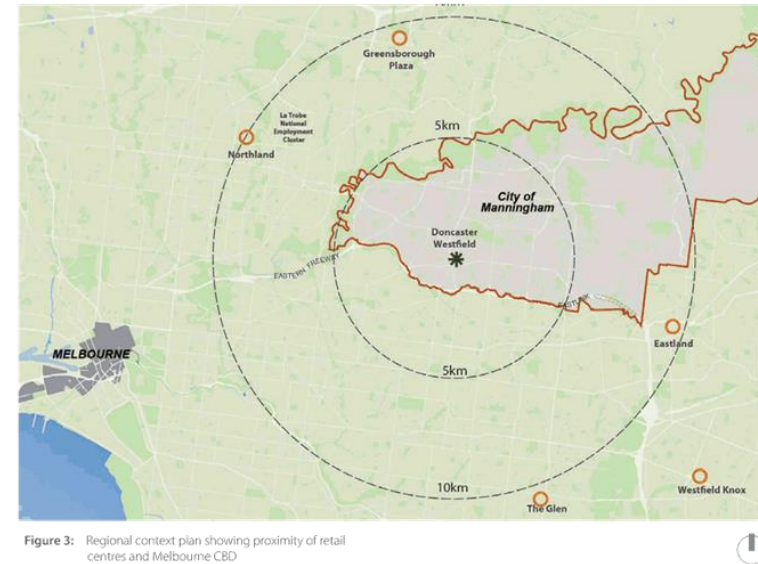 Greensborough
Plaza
5km
La Trobe
National
Employment
Cluster
Northland
City of
Manningham
Doncaster
Westfield
EASTERN FREEWAY
EASTLINK
Eastland
MELBOURNE
5km
10km
The Glen
Westfield Knox
Figure 3: Regional context plan showing proximity of retail
centres and Melbourne CBD